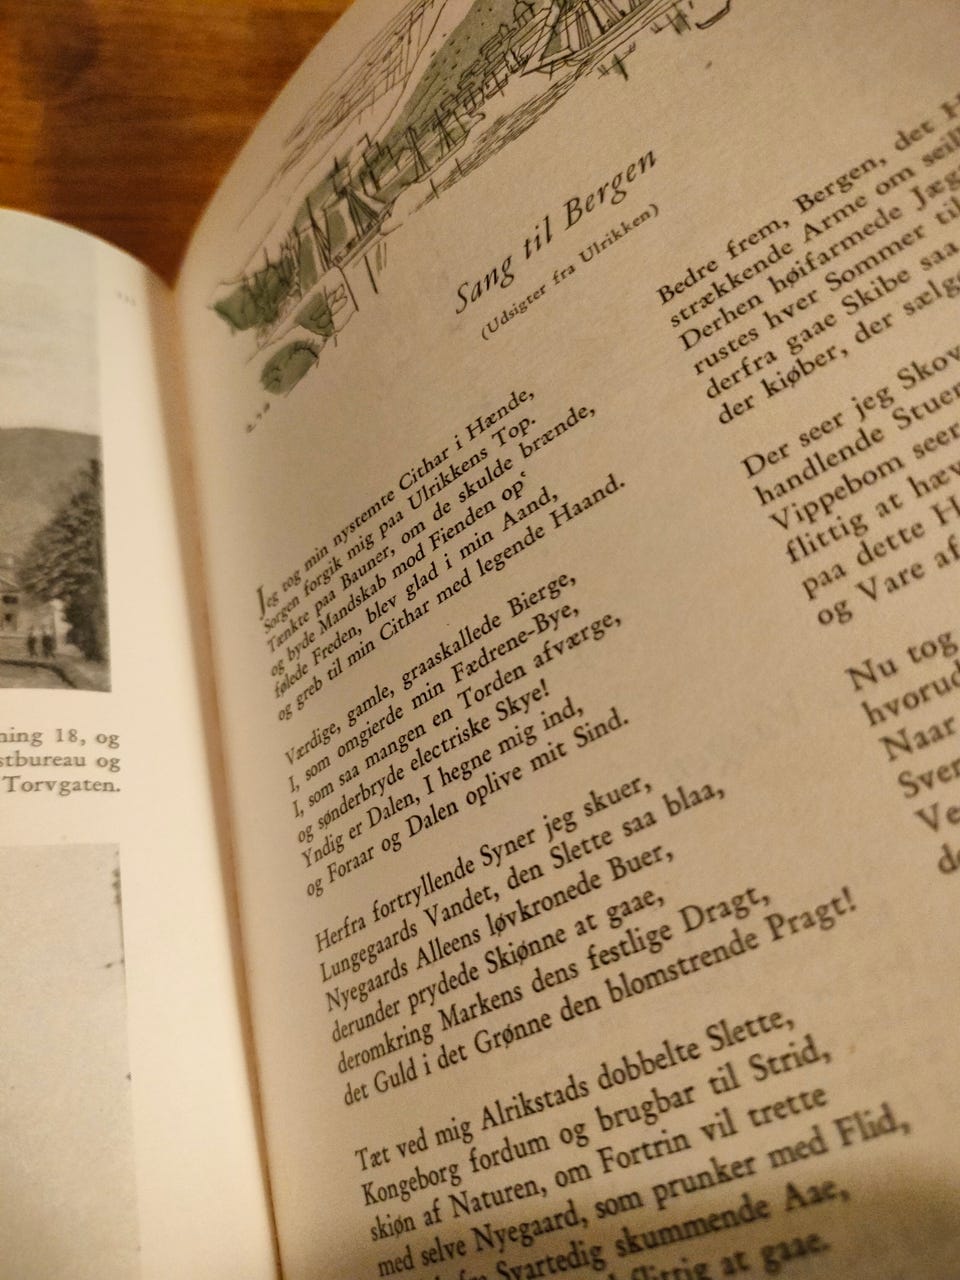 ning 18, og
stbureau og
Torvgaten.
Sang til Bergen
(Udsigter fra Ulrikken)
Jeg tog min nystemte Cithar i Hænde,
Sorgen forgik mig paa Ulrikkens Top.
Tænkte paa Bauner, om de skulde brænde,
og byde Mandskab mod Fienden op'
følede Freden, blev glad i min Aand,
og greb til min Cithar med legende Haand.
Værdige, gamle, graaskallede Bierge,
I, som omgierde min Fædrene-Bye,
I, som saa mangen en Torden afværge,
og sønderbryde electriske Skye!
Yndig er Dalen, I hegne mig ind,
og Foraar og Dalen oplive mit Sind.
Herfra fortryllende Syner jeg skuer,
Lungegaards Vandet, den Slette saa blaa,
Nyegaards Alleens løvkronede Buer,
derunder prydede Skiønne at gaae,
deromkring Markens dens festlige Dragt,
det Guld i det Grønne den blomstrende Pragt!
Tæt ved mig Alrikstads dobbelte Slette,
Kongeborg fordum og brugbar til Strid,
skiøn af Naturen, om Fortrin vil trette
med selve Nyegaard, som prunker med Flid,
Svartedig skummende Aae,
flittig at gaae.
Bedre frem, Bergen, det
strækkende Arme om seil
Derhen høifarmede Jæg
rustes hver Sommer til
derfra gaae Skibe saa
der kiøber, der sælg
Der seer jeg Skov
handlende Stuer
Vippebom seer
flittig at hæv
paa dette H
og Vare af
Nu tog
hvorud
Naar
Sver
Ve
de